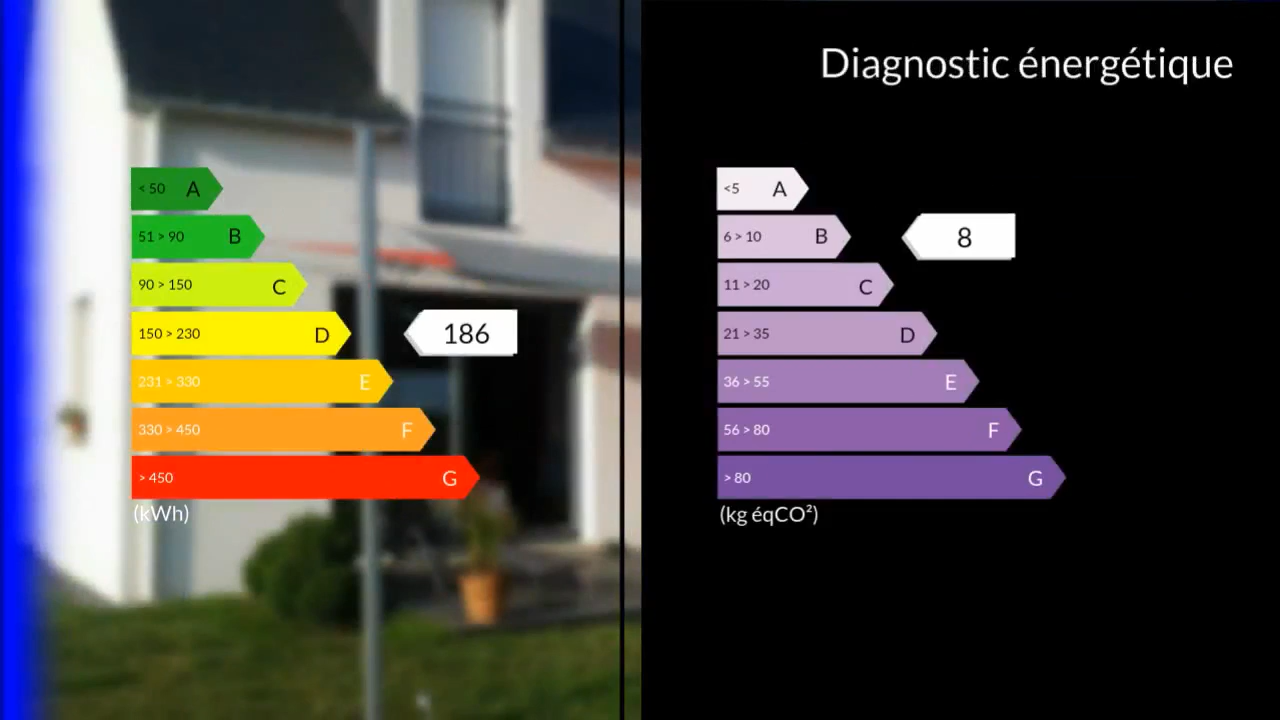 Diagnostic énergétique
< 50 A
51 > 90 B
90 > 150 C
150 > 230 D
186
231 > 330 E
330 > 450 F
> 450 G
(kWh)
<5 A
6 > 10 B
8
11 > 20 C
21 > 35 D
36 > 55 E
56 > 80 F
> 80 G
(kg éqCO²)